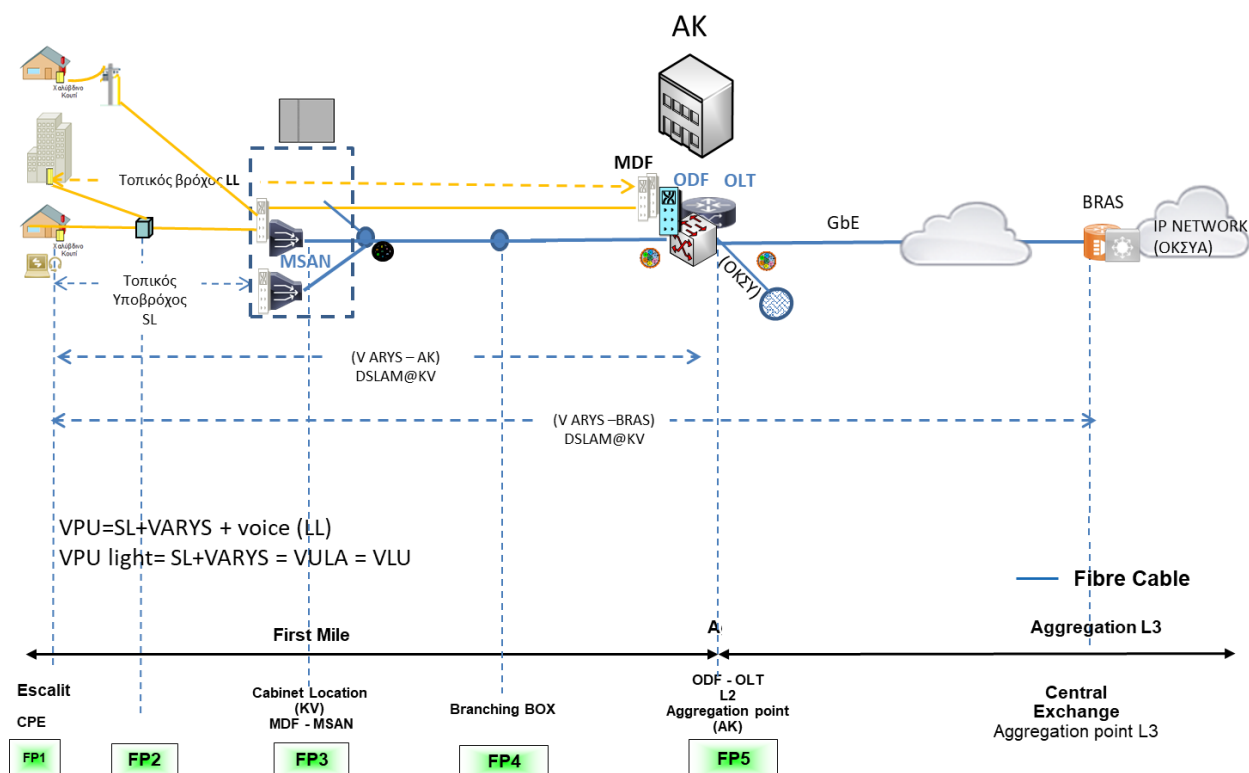 AK
Χαλύβδινο
Κουτί
MDF
Τοπικός βρόχος LL
ODF OLT
BRAS
GbE
IP NETWORK
(ΟΚΣΥΑ)
Χαλύβδινο
Κουτί
MSAN
(ΟΚΣΥ)
Τοπικός
Υποβρόχος
SL
(V ARYS – AK)
DSLAM@KV
(V ARYS –BRAS)
DSLAM@KV
VPU=SL+VARYS + voice (LL)
VPU light= SL+VARYS = VULA = VLU
Fibre Cable
First Mile
A
Aggregation L3
Escalit
CPE
Cabinet Location
(KV)
MDF - MSAN
Branching BOX
ODF - OLT
L2
Aggregation point
(AK)
Central
Exchange
Aggregation point L3
FP1
FP2
FP3
FP4
FP5